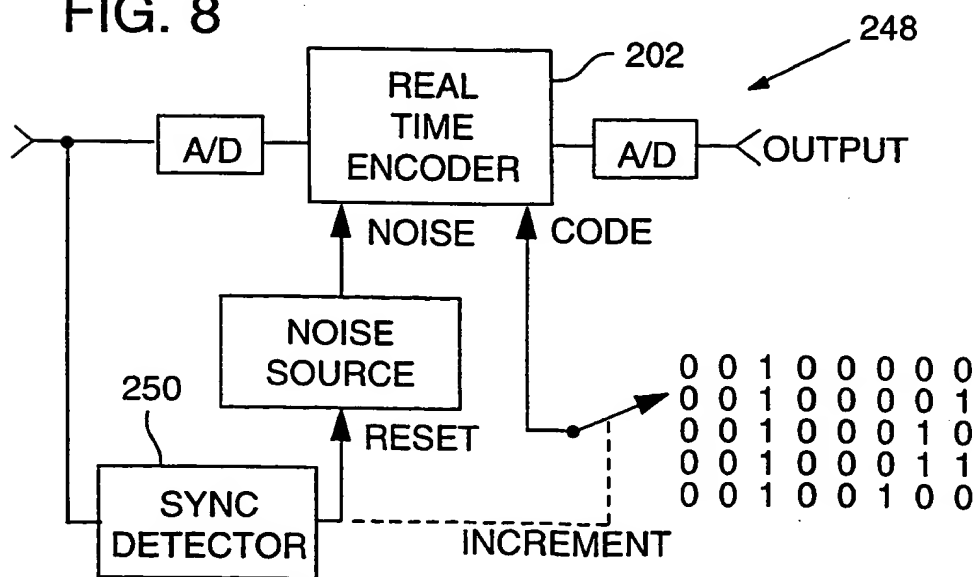 FIG. 8
248
202
REAL
TIME
ENCODER
A/D
A/D
OUTPUT
NOISE
CODE
NOISE
SOURCE
250
RESET
SYNC
DETECTOR
INCREMENT
0 0 1 0 0 0 0 0
0 0 1 0 0 0 0 1
0 0 1 0 0 0 1 0
0 0 1 0 0 0 1 1
0 0 1 0 0 1 0 0